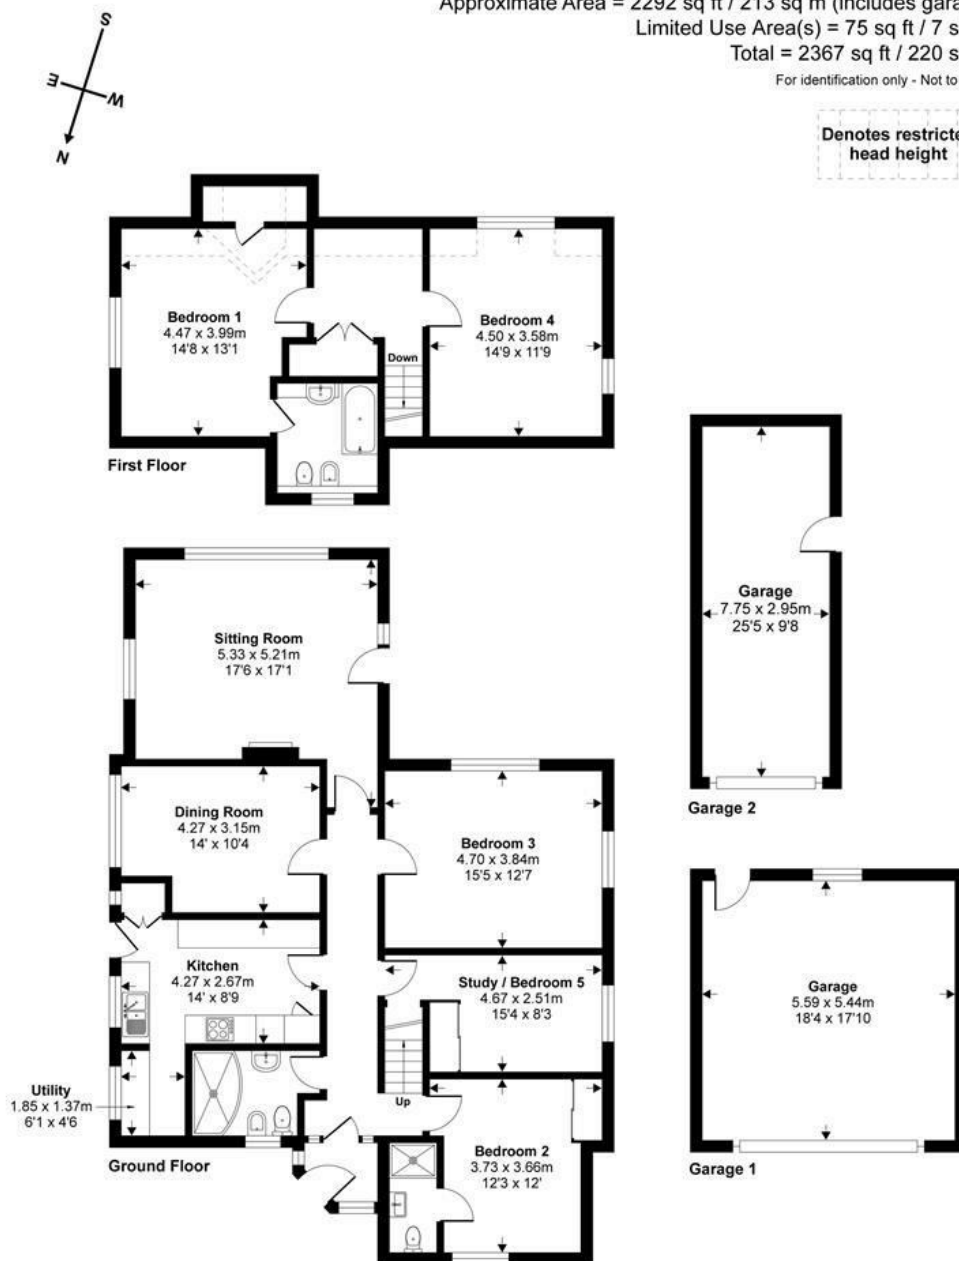 Approximate Area = 2292 sq ft / 213 sq m (includes gara
Limited Use Area(s) = 75 sq ft / 7 s
Total = 2367 sq ft / 220 s
For identification only - Not to
Denotes restricte
head height
S
E
W
N
Bedroom 1
4.47 x 3.99m
14'8 x 13'1
Bedroom 4
4.50 x 3.58m
14'9 x 11'9
Down
First Floor
Sitting Room
5.33 x 5.21m
17'6 x 17'1
Garage
7.75 x 2.95m
25'5 x 9'8
Garage 2
Dining Room
4.27 x 3.15m
14' x 10'4
Bedroom 3
4.70 x 3.84m
15'5 x 12'7
Kitchen
4.27 x 2.67m
14' x 8'9
Study / Bedroom 5
4.67 x 2.51m
15'4 x 8'3
Garage
5.59 x 5.44m
18'4 x 17'10
Garage 1
Utility
1.85 x 1.37m
6'1 x 4'6
Up
Bedroom 2
3.73 x 3.66m
12'3 x 12'
Ground Floor